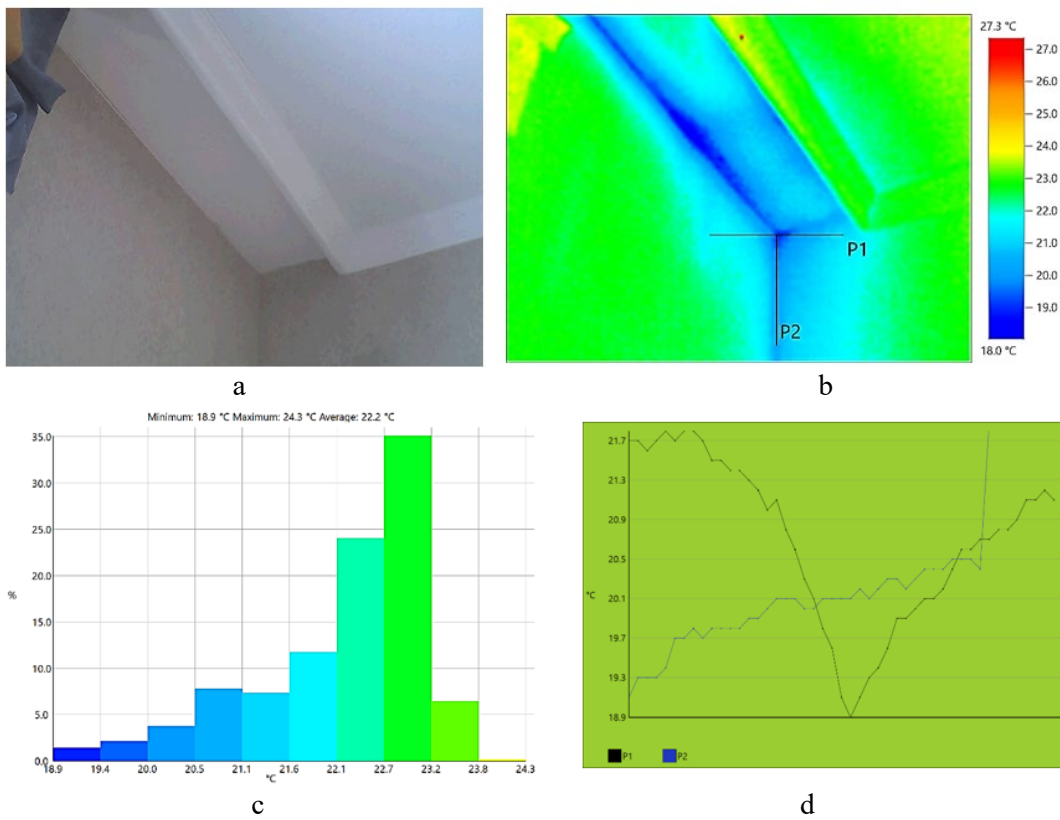 27.3 °C
27.0
26.0
25.0
24.0
23.0
22.0
21.0
20.0
19.0
18.0 °C
P1
P2
a
b
Minimum: 18.9 °C Maximum: 24.3 °C Average: 22.2 °C
35.0
30.0
25.0
20.0
15.0
10.0
5.0
0.0
%
18.9 19.4 20.0 20.5 21.1 21.6 22.1 22.7 23.2 23.8 24.3
°C
21.7
21.3
20.9
20.5
20.1
19.7
19.3
18.9
°C
P1 P2
c
d